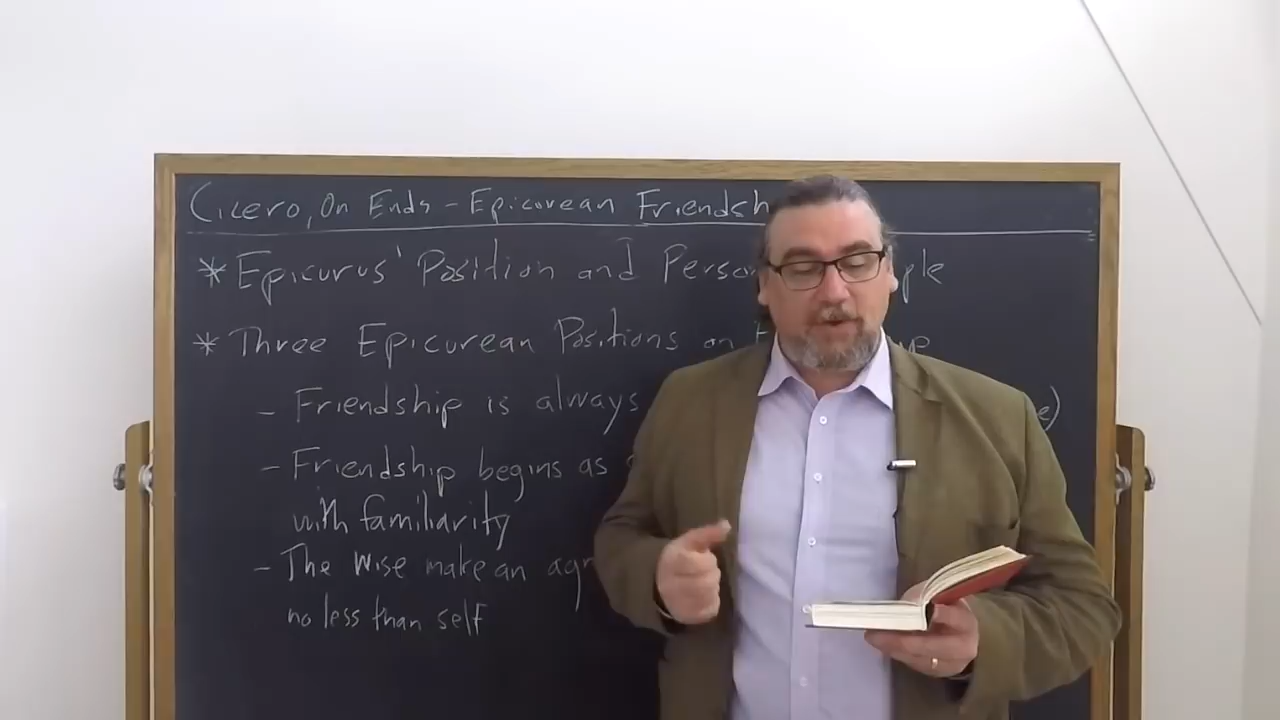 Cicero, On Ends - Epicurean Friendsh
* Epicurus' Position and Perso ple
* Three Epicurean Positions on
- Friendship is always e)
- Friendship begins as
with familiarity
- The wise make an agr
no less than self